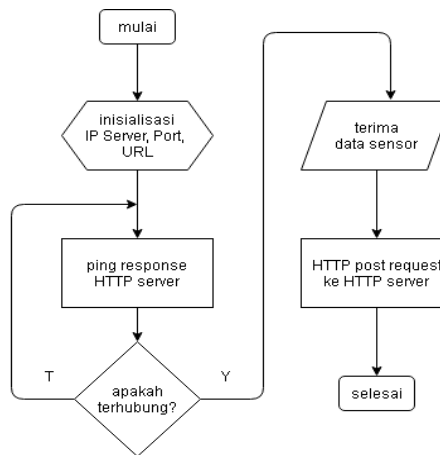 mulai
inisialisasi
IP Server, Port,
URL
ping response
HTTP server
T
apakah
terhubung?
Y
terima
data sensor
HTTP post request
ke HTTP server
selesai